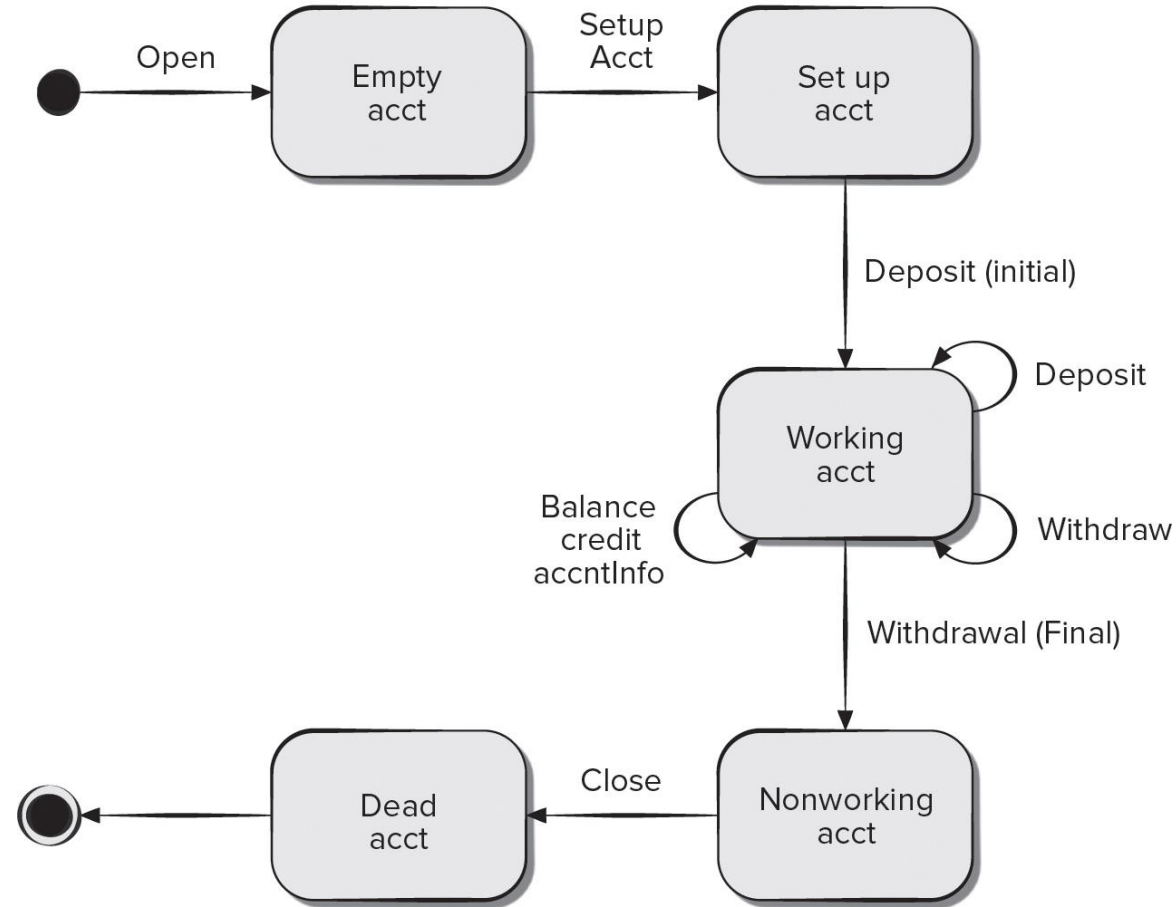 Open
Empty
acct
Setup
Acct
Set up
acct
Deposit (initial)
Deposit
Working
acct
Balance
credit
accntInfo
Withdraw
Withdrawal (Final)
Dead
acct
Close
Nonworking
acct